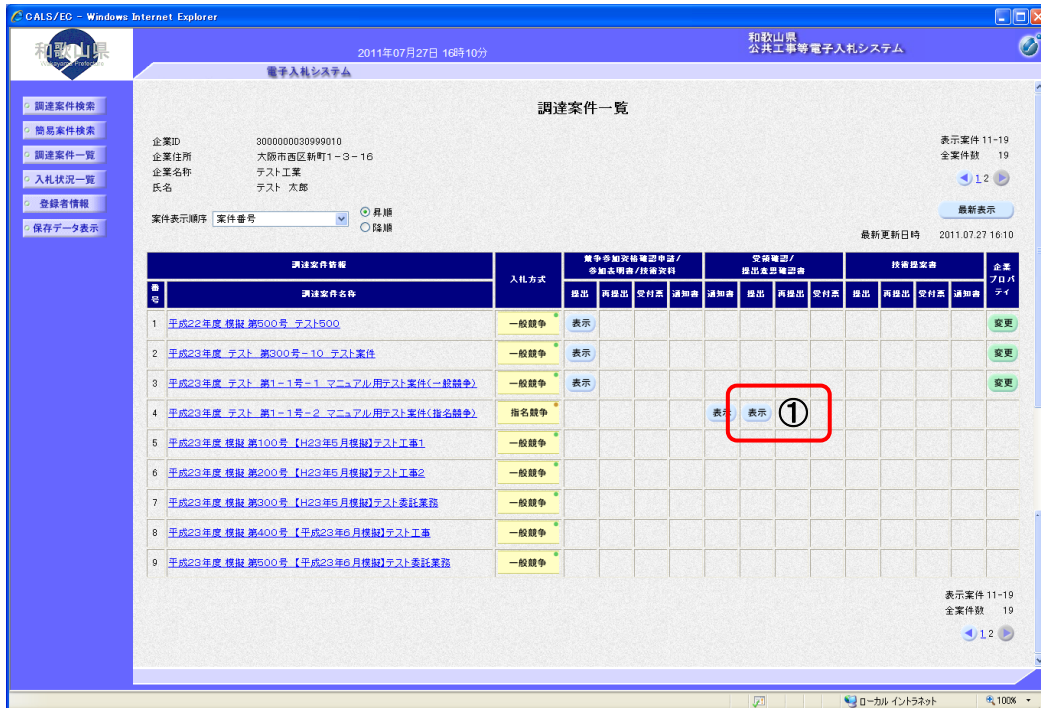 CALS/EC - Windows Internet Explorer
和歌山県
Wakayama Prefecture
2011年07月27日 16時10分
和歌山県
公共工事等電子入札システム
電子入札システム
調達案件検索
簡易案件検索
調達案件一覧
入札状況一覧
登録者情報
保存データ表示
調達案件一覧
企業ID 3000000030999010
企業住所 大阪市西区新町1-3-16
企業名称 テスト工業
氏名 テスト 太郎
表示案件 11-19
全案件数 19
1 2
案件表示順序 案件番号
昇順
降順
最新表示
最新更新日時 2011.07.27 16:10
調達案件情報 入札方式 競争参加資格確認申請/参加表明書/技術資料 受領確認/提出意思確認書 技術提案書 企業プロパティ
番号 調達案件名称 提出 再提出 受付票 通知書 通知書 提出 再提出 受付票 提出 再提出 受付票 通知書
1 平成22年度 模擬 第500号 テスト500 一般競争 表示 変更
2 平成23年度 テスト 第300号-10 テスト案件 一般競争 表示 変更
3 平成23年度 テスト 第1-1号-1 マニュアル用テスト案件(一般競争) 一般競争 表示 変更
4 平成23年度 テスト 第1-1号-2 マニュアル用テスト案件(指名競争) 指名競争 表示 表示 ①
5 平成23年度 模擬 第100号 【H23年5月模擬】テスト工事1 一般競争
6 平成23年度 模擬 第200号 【H23年5月模擬】テスト工事2 一般競争
7 平成23年度 模擬 第300号 【H23年5月模擬】テスト委託業務 一般競争
8 平成23年度 模擬 第400号 【平成23年6月模擬】テスト工事 一般競争
9 平成23年度 模擬 第500号 【平成23年6月模擬】テスト委託業務 一般競争
表示案件 11-19
全案件数 19
1 2
ローカル イントラネット 100%